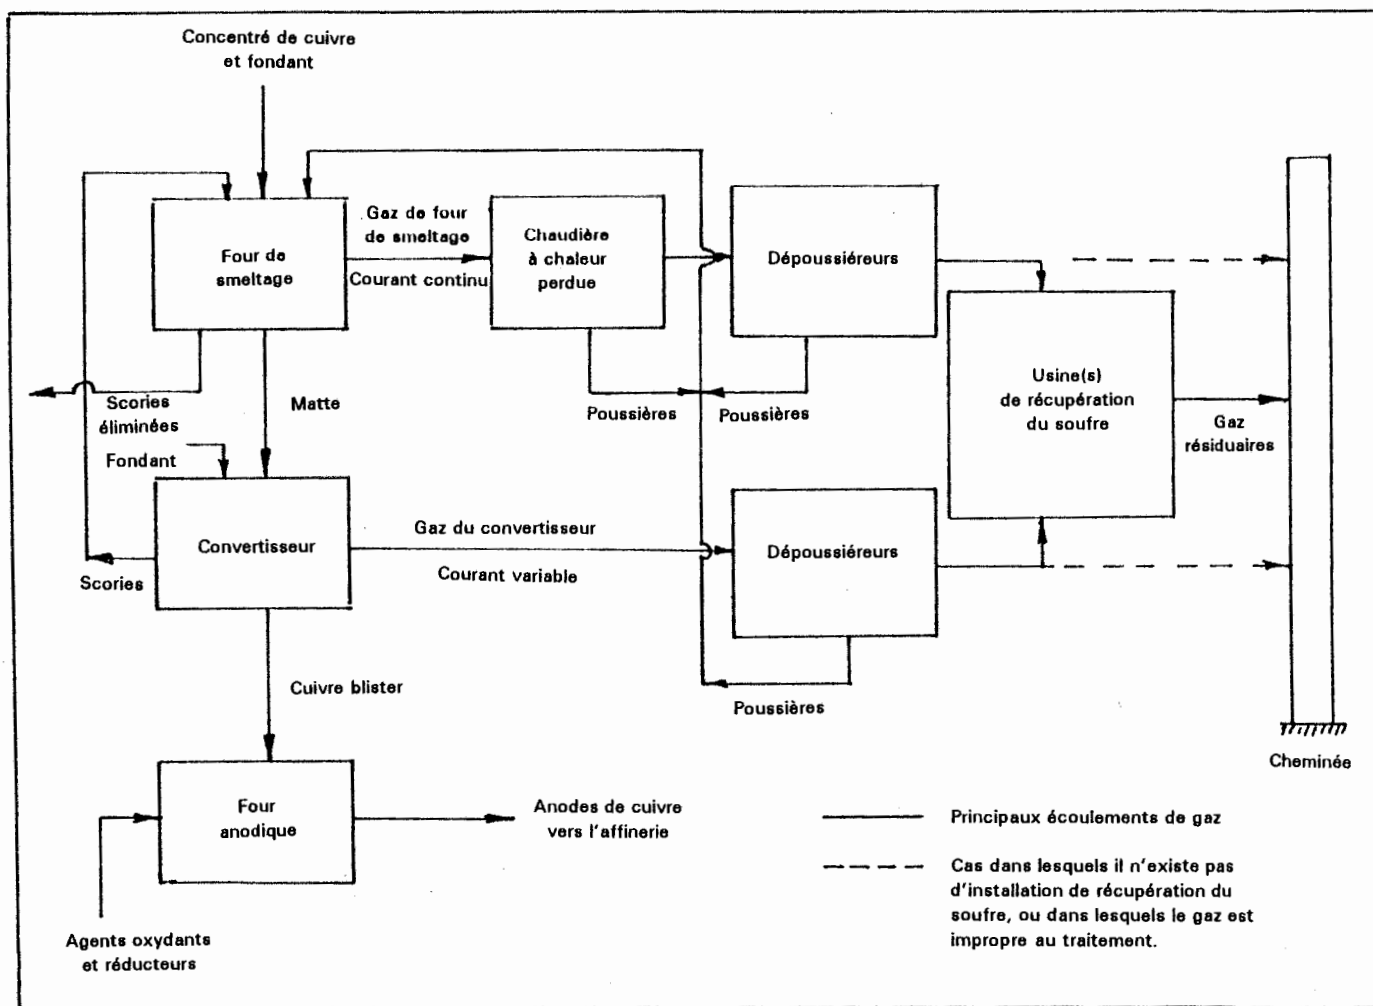 Concentré de cuivre
et fondant
Four de
smeltage
Gaz de four
de smeltage
Courant continu
Chaudière
à chaleur
perdue
Dépoussiéreurs
Scories
éliminées
Matte
Poussières
Poussières
Usine(s)
de récupération
du soufre
Gaz
résiduaires
Fondant
Convertisseur
Scories
Gaz du convertisseur
Courant variable
Dépoussiéreurs
Poussières
Cuivre blister
Cheminée
Four
anodique
Anodes de cuivre
vers l'affinerie
Agents oxydants
et réducteurs
Principaux écoulements de gaz
Cas dans lesquels il n'existe pas
d'installation de récupération du
soufre, ou dans lesquels le gaz est
impropre au traitement.